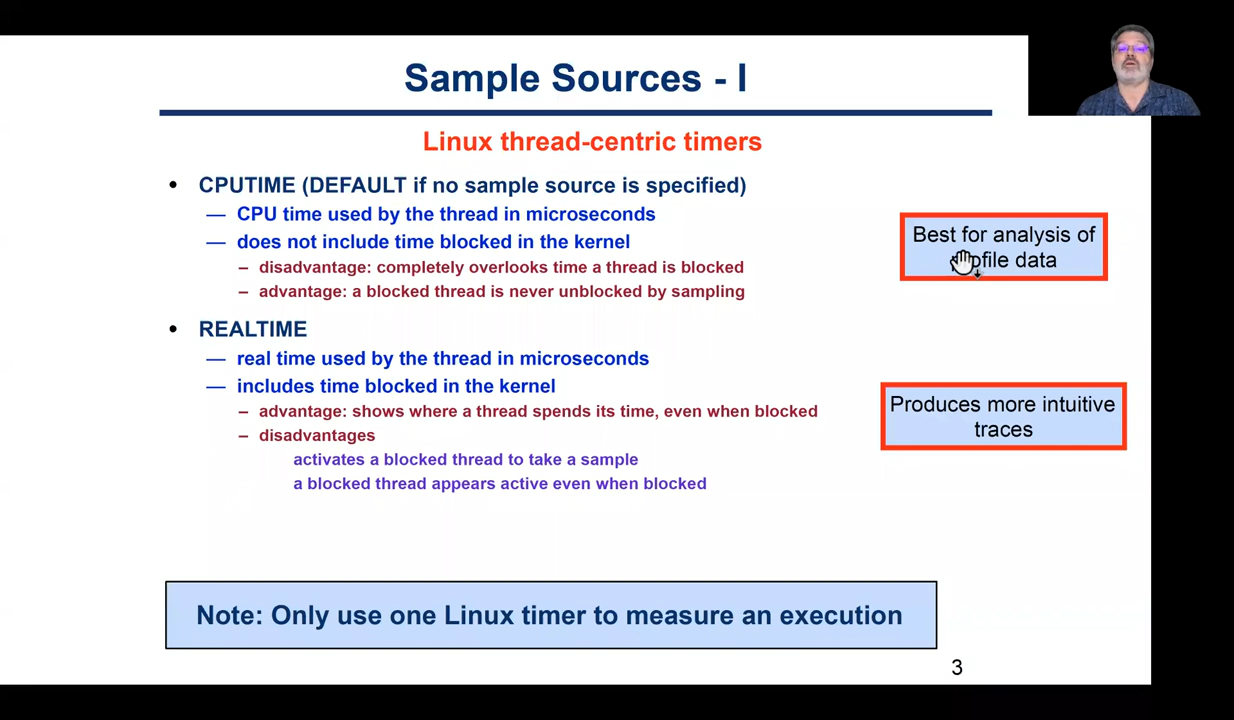 Sample Sources - I
Linux thread-centric timers
• CPUTIME (DEFAULT if no sample source is specified)
— CPU time used by the thread in microseconds
— does not include time blocked in the kernel
– disadvantage: completely overlooks time a thread is blocked
– advantage: a blocked thread is never unblocked by sampling
Best for analysis of
data
• REALTIME
— real time used by the thread in microseconds
— includes time blocked in the kernel
– advantage: shows where a thread spends its time, even when blocked
– disadvantages
activates a blocked thread to take a sample
a blocked thread appears active even when blocked
Produces more intuitive
traces
Note: Only use one Linux timer to measure an execution
3